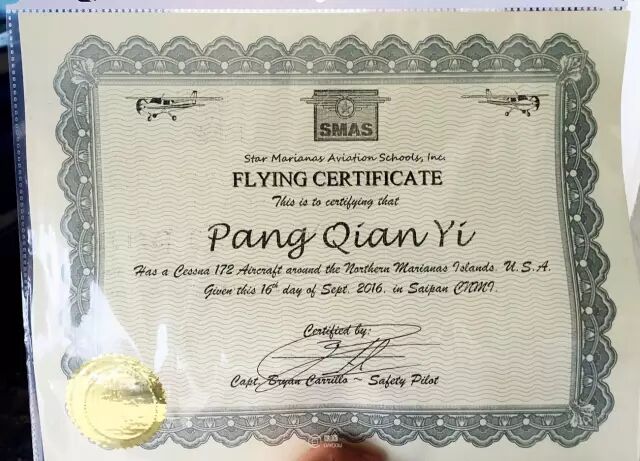 SMAS
Star Marianas Aviation Schools, Inc.
FLYING CERTIFICATE
This is to certifying that
Pang Qian Yi
Has a Cessna 172 Aircraft around the Northern Marianas Islands, U.S.A.
Given this 16th day of Sept. 2016, in Saipan CNMI.
Certified by:
Capt. Bryan Carrillo ~ Safety Pilot